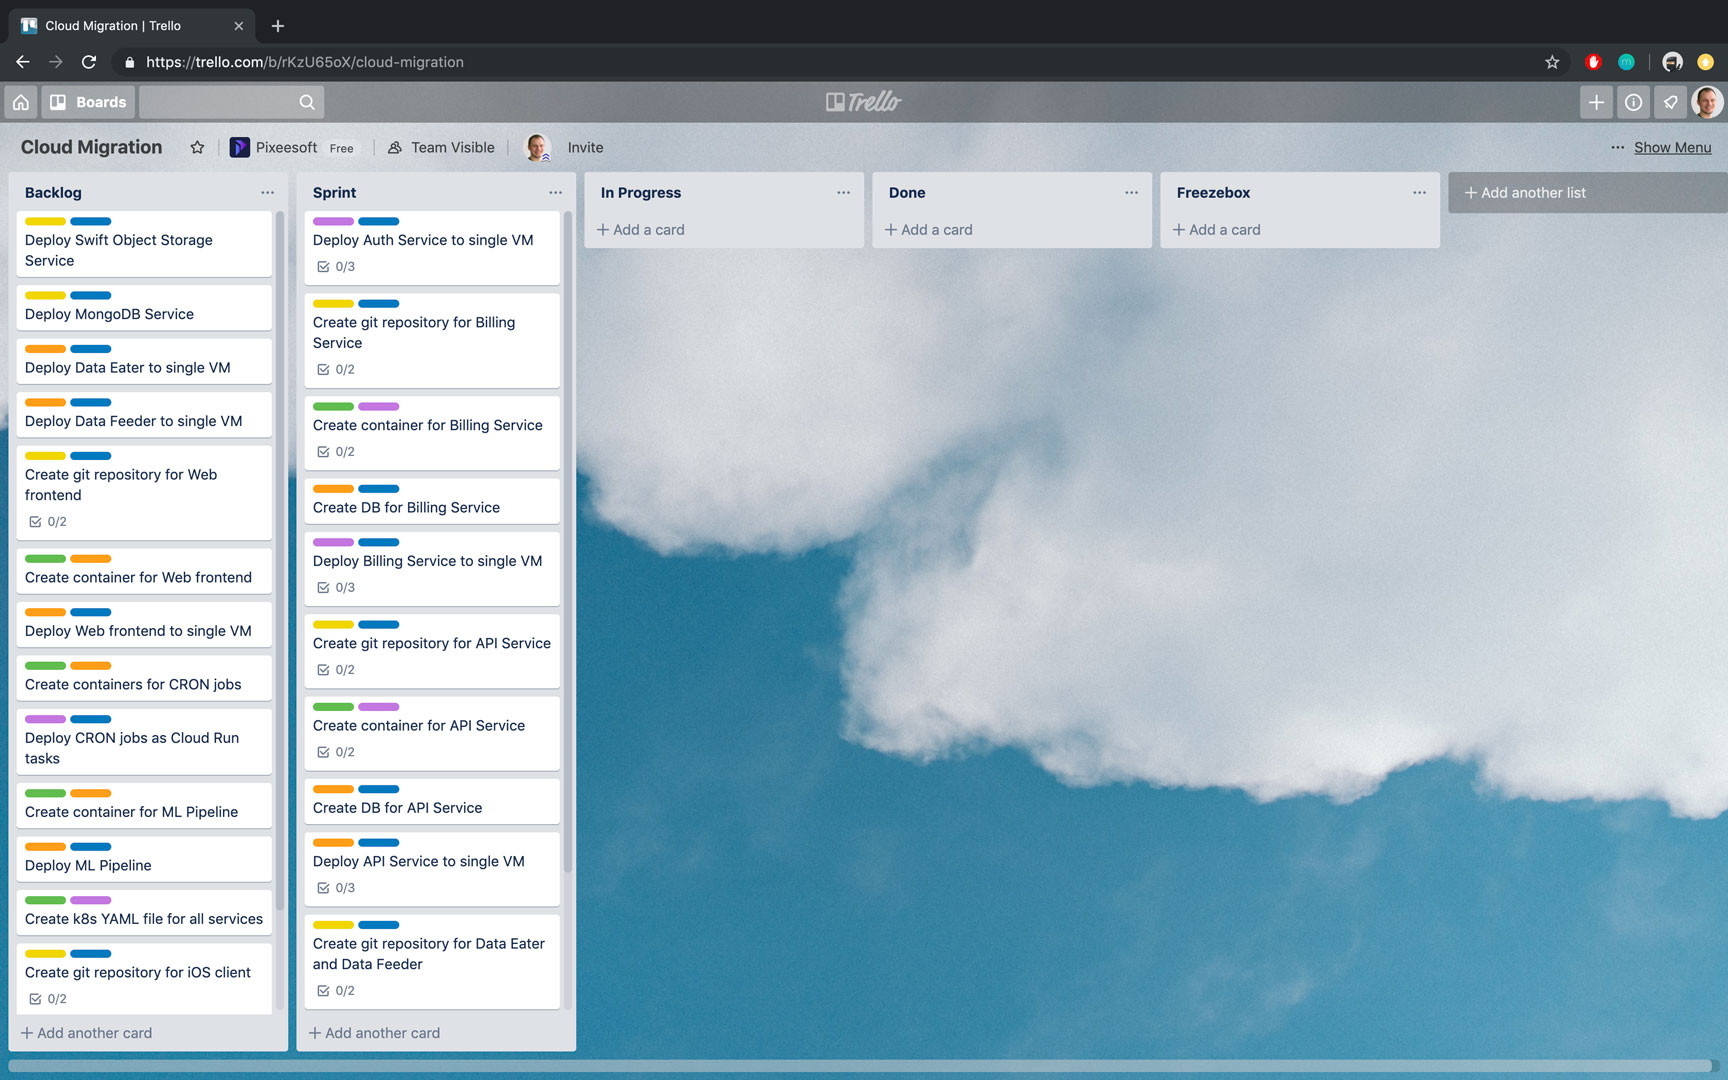 Cloud Migration | Trello
https://trello.com/b/rKzU65oX/cloud-migration
Boards
Trello
Cloud Migration
Pixeesoft Free
Team Visible
Invite
Show Menu
Backlog
Deploy Swift Object Storage
Service
Deploy MongoDB Service
Deploy Data Eater to single VM
Deploy Data Feeder to single VM
Create git repository for Web
frontend
0/2
Create container for Web frontend
Deploy Web frontend to single VM
Create containers for CRON jobs
Deploy CRON jobs as Cloud Run
tasks
Create container for ML Pipeline
Deploy ML Pipeline
Create k8s YAML file for all services
Create git repository for iOS client
0/2
+ Add another card
Sprint
Deploy Auth Service to single VM
0/3
Create git repository for Billing
Service
0/2
Create container for Billing Service
0/2
Create DB for Billing Service
Deploy Billing Service to single VM
0/3
Create git repository for API Service
0/2
Create container for API Service
0/2
Create DB for API Service
Deploy API Service to single VM
0/3
Create git repository for Data Eater
and Data Feeder
0/2
+ Add another card
In Progress
+ Add a card
Done
+ Add a card
Freezebox
+ Add a card
+ Add another list